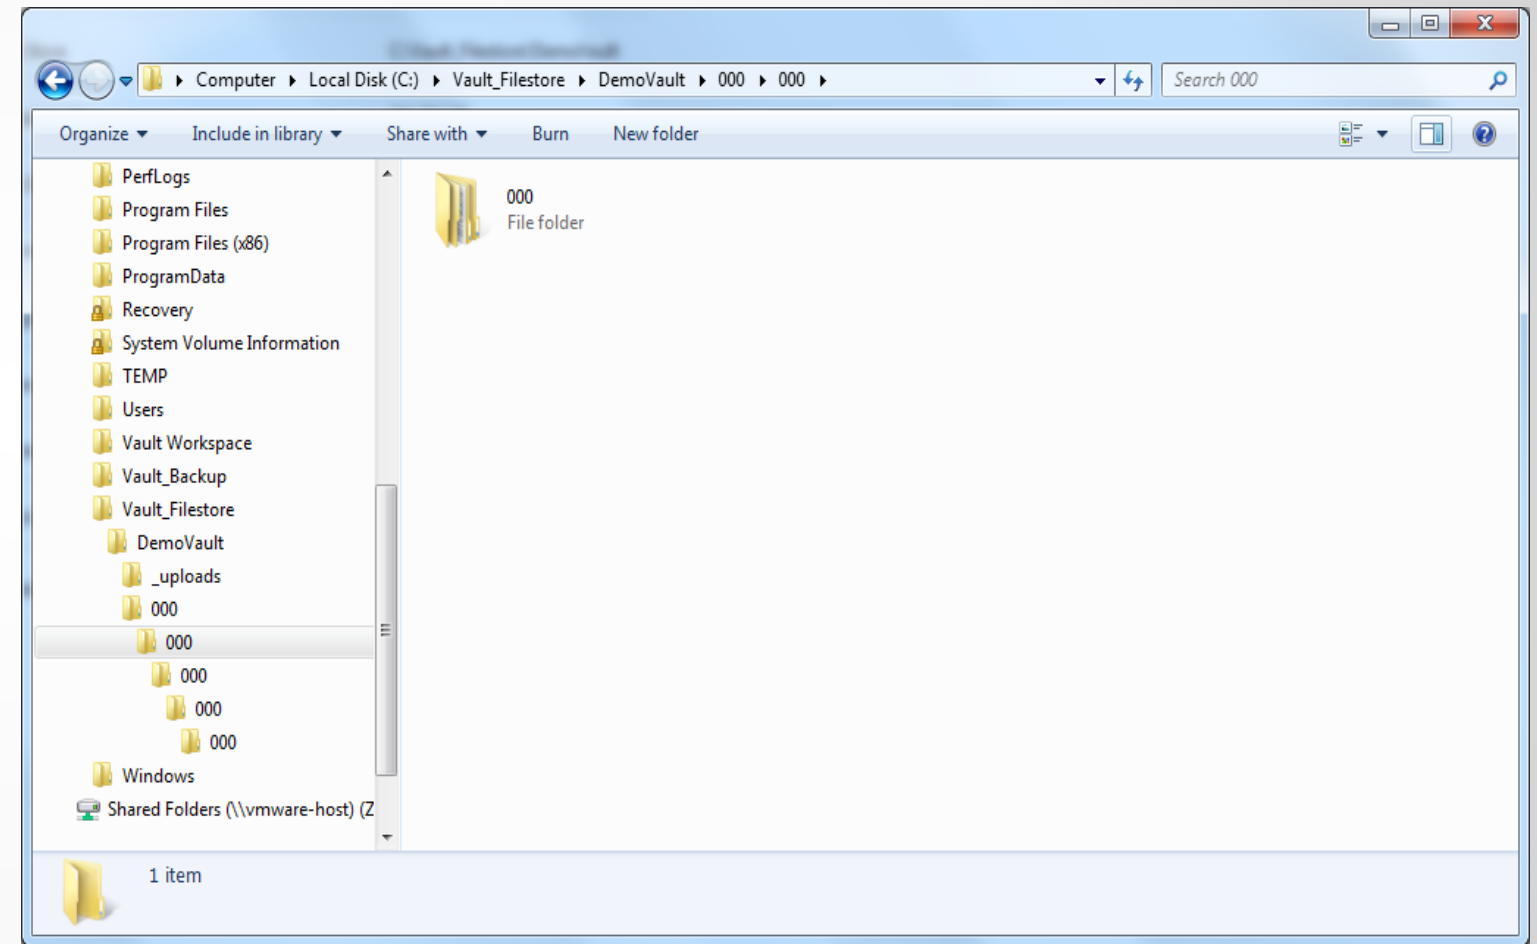 Computer Local Disk (C:) Vault_Filestore DemoVault 000 000
Search 000
Organize Include in library Share with Burn New folder
PerfLogs
Program Files
Program Files (x86)
ProgramData
Recovery
System Volume Information
TEMP
Users
Vault Workspace
Vault_Backup
Vault_Filestore
DemoVault
_uploads
000
000
000
000
000
Windows
Shared Folders (\\vmware-host) (Z
000
File folder
1 item